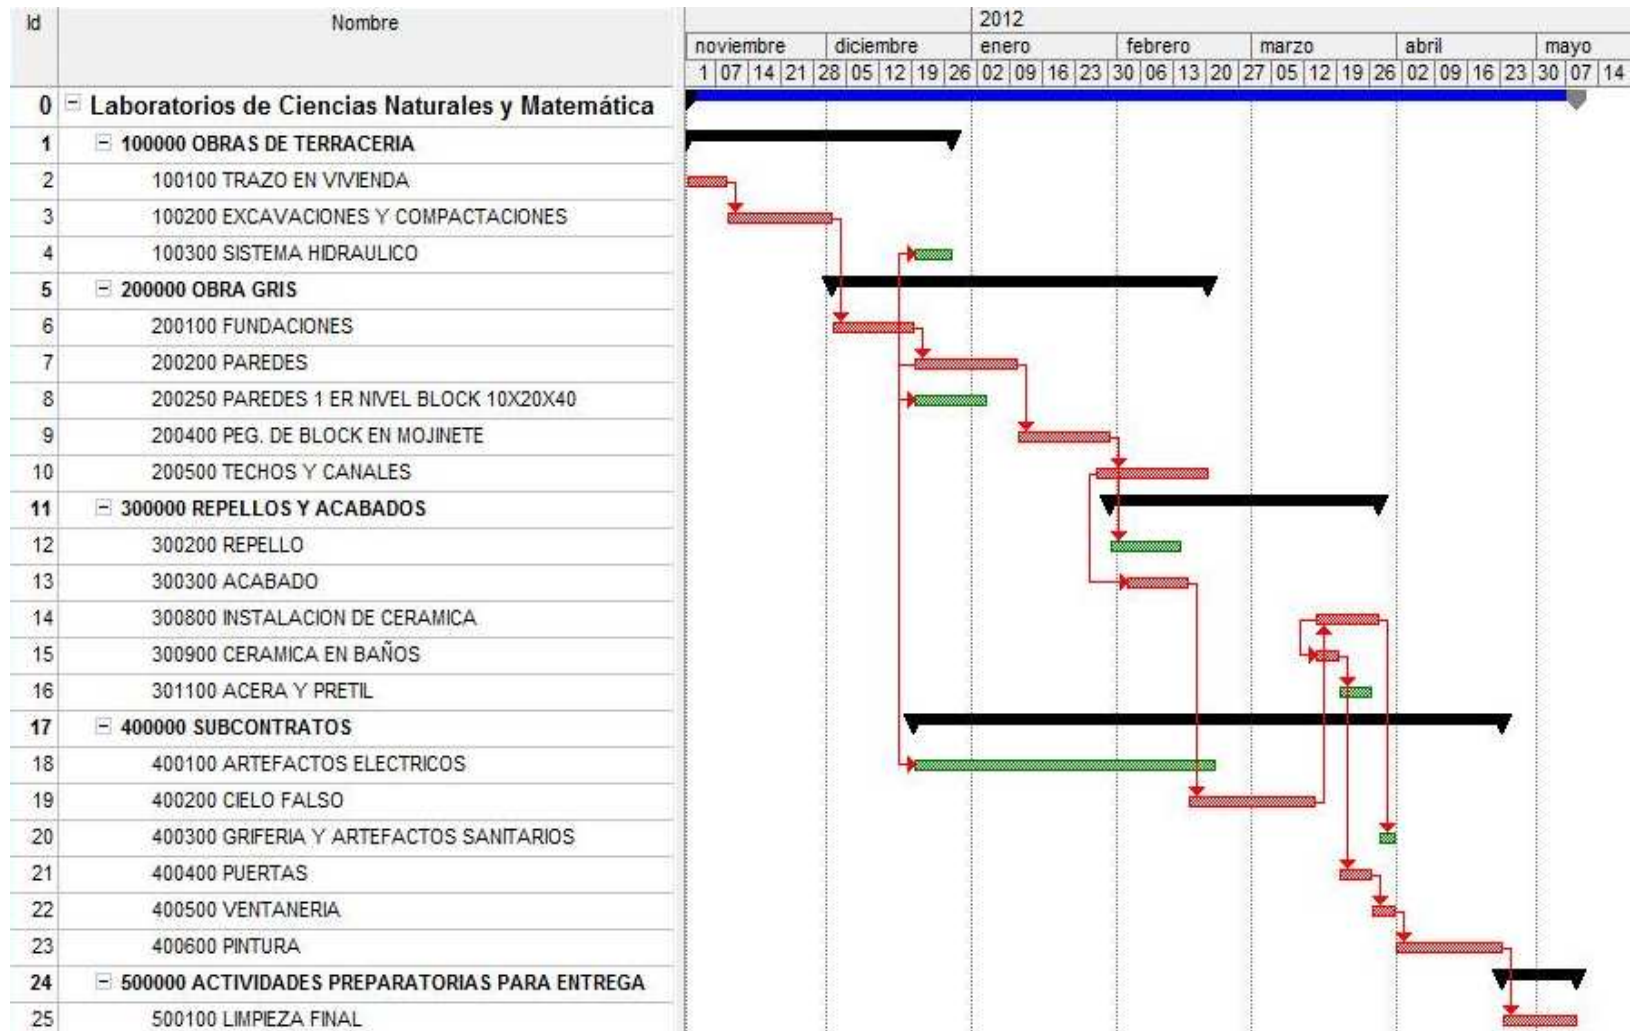 Id Nombre 2012
noviembre diciembre enero febrero marzo abril mayo
1 07 14 21 28 05 12 19 26 02 09 16 23 30 06 13 20 27 05 12 19 26 02 09 16 23 30 07 14
0 Laboratorios de Ciencias Naturales y Matemática
1 100000 OBRAS DE TERRACERIA
2 100100 TRAZO EN VIVIENDA
3 100200 EXCAVACIONES Y COMPACTACIONES
4 100300 SISTEMA HIDRAULICO
5 200000 OBRA GRIS
6 200100 FUNDACIONES
7 200200 PAREDES
8 200250 PAREDES 1 ER NIVEL BLOCK 10X20X40
9 200400 PEG. DE BLOCK EN MOJINETE
10 200500 TECHOS Y CANALES
11 300000 REPELLOS Y ACABADOS
12 300200 REPELLO
13 300300 ACABADO
14 300800 INSTALACION DE CERAMICA
15 300900 CERAMICA EN BAÑOS
16 301100 ACERA Y PRETIL
17 400000 SUBCONTRATOS
18 400100 ARTEFACTOS ELECTRICOS
19 400200 CIELO FALSO
20 400300 GRIFERIA Y ARTEFACTOS SANITARIOS
21 400400 PUERTAS
22 400500 VENTANERIA
23 400600 PINTURA
24 500000 ACTIVIDADES PREPARATORIAS PARA ENTREGA
25 500100 LIMPIEZA FINAL